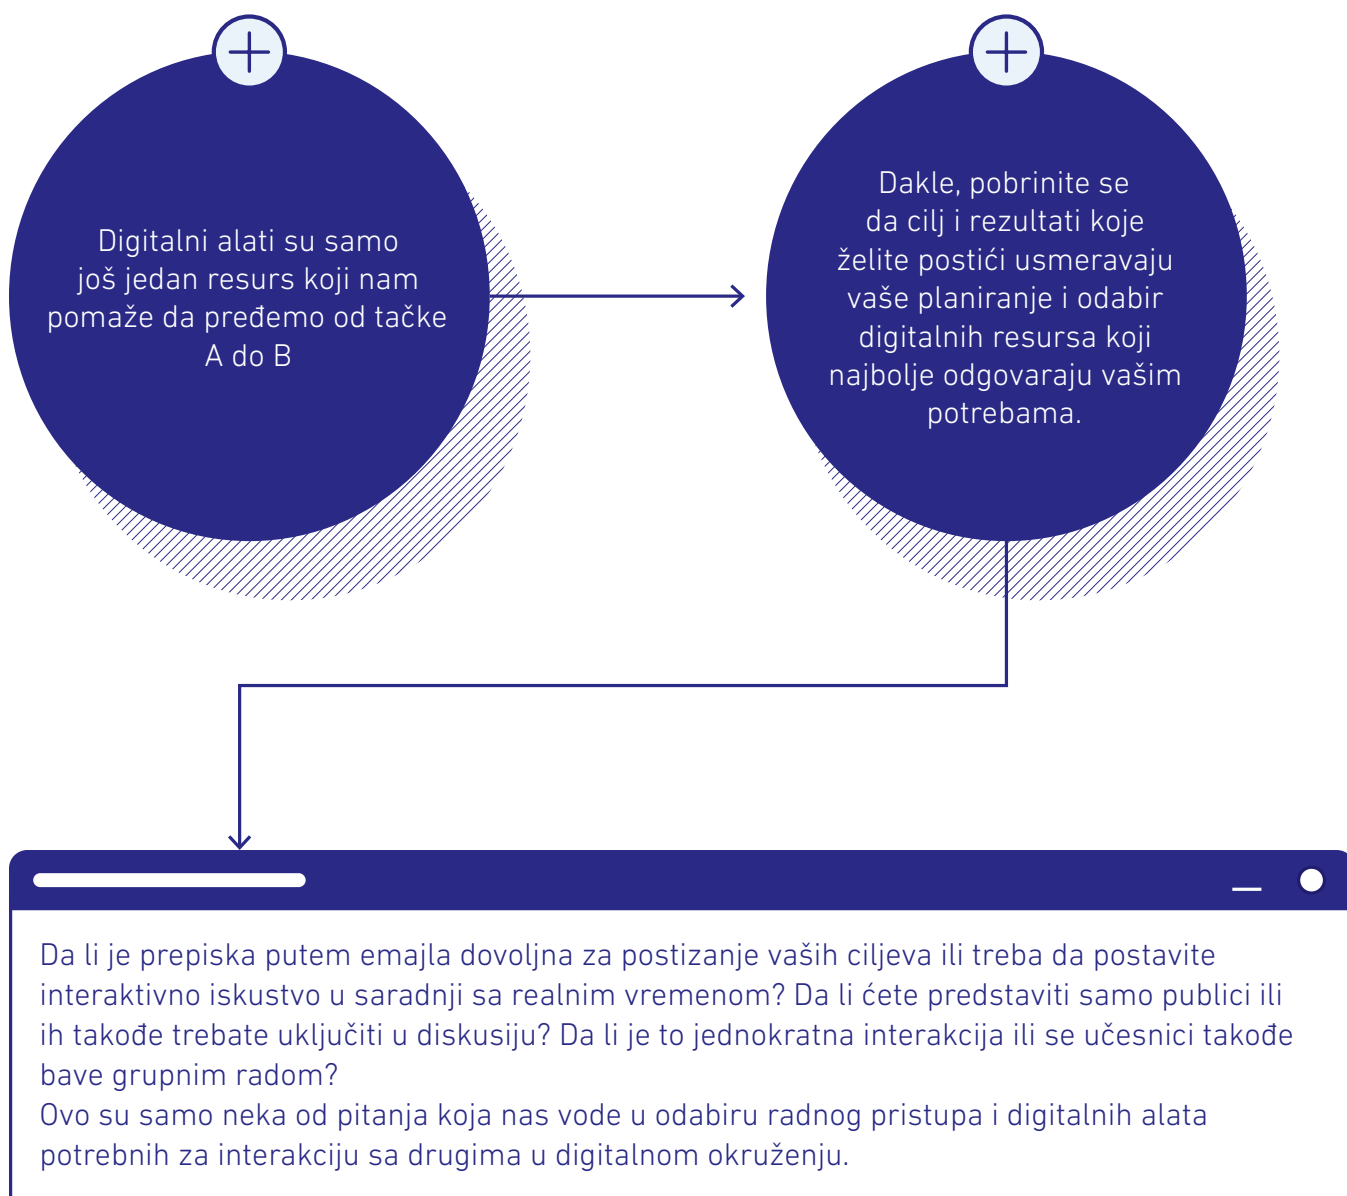 Digitalni alati su samo
još jedan resurs koji nam
pomaže da pređemo od tačke
A do B
Dakle, pobrinite se
da cilj i rezultati koje
želite postići usmeravaju
vaše planiranje i odabir
digitalnih resursa koji
najbolje odgovaraju vašim
potrebama.
Da li je prepiska putem emajla dovoljna za postizanje vaših ciljeva ili treba da postavite
interaktivno iskustvo u saradnji sa realnim vremenom? Da li ćete predstaviti samo publici ili
ih takođe trebate uključiti u diskusiju? Da li je to jednokratna interakcija ili se učesnici takođe
bave grupnim radom?
Ovo su samo neka od pitanja koja nas vode u odabiru radnog pristupa i digitalnih alata
potrebnih za interakciju sa drugima u digitalnom okruženju.